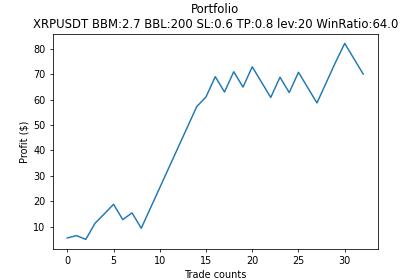 Portfolio
XRPUSDT BBM:2.7 BBL:200 SL:0.6 TP:0.8 lev:20 WinRatio:64.0
80
70
60
50
40
30
20
10
Profit ($)
0 5 10 15 20 25 30
Trade counts